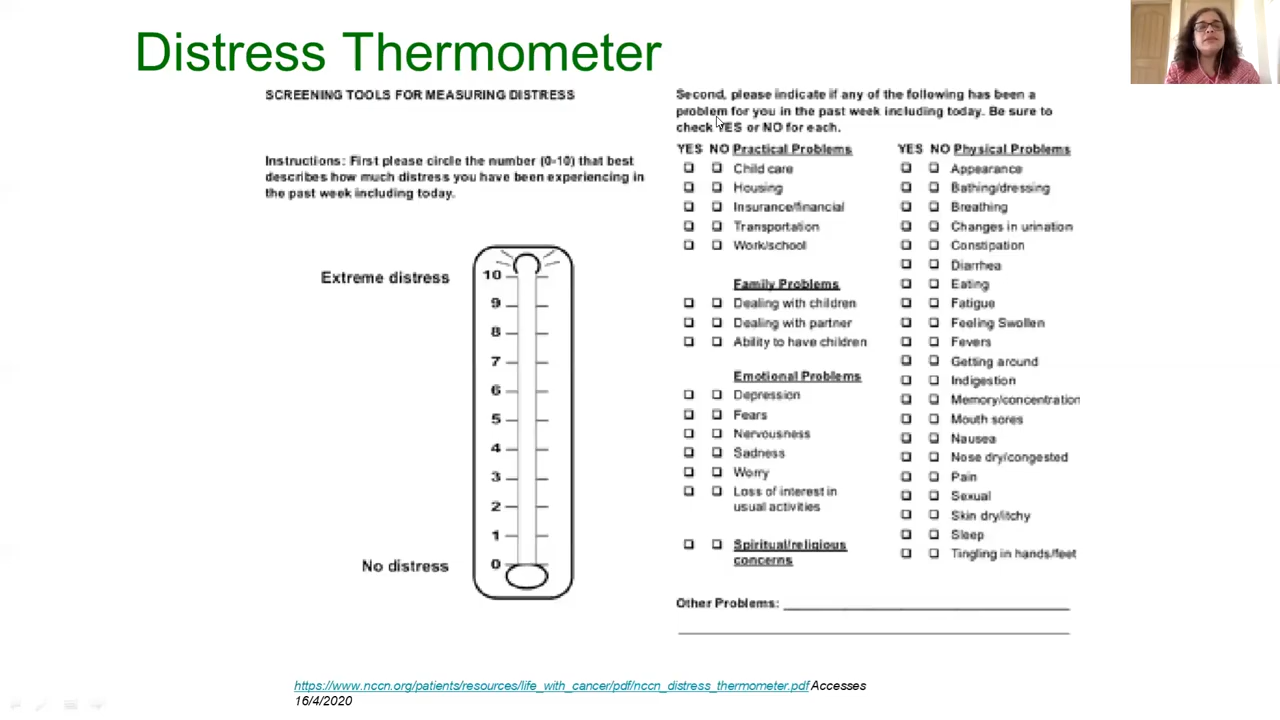 Distress Thermometer
SCREENING TOOLS FOR MEASURING DISTRESS
Instructions: First please circle the number (0-10) that best
describes how much distress you have been experiencing in
the past week including today.
Extreme distress
No distress
10
9
8
7
6
5
4
3
2
1
0
Second, please indicate if any of the following has been a
problem for you in the past week including today. Be sure to
check YES or NO for each.
YES NO Practical Problems
Child care
Housing
Insurance/financial
Transportation
Work/school
Family Problems
Dealing with children
Dealing with partner
Ability to have children
Emotional Problems
Depression
Fears
Nervousness
Sadness
Worry
Loss of interest in
usual activities
Spiritual/religious
concerns
YES NO Physical Problems
Appearance
Bathing/dressing
Breathing
Changes in urination
Constipation
Diarrhea
Eating
Fatigue
Feeling Swollen
Fevers
Getting around
Indigestion
Memory/concentration
Mouth sores
Nausea
Nose dry/congested
Pain
Sexual
Skin dry/itchy
Sleep
Tingling in hands/feet
Other Problems:
https://www.nccn.org/patients/resources/life_with_cancer/pdf/nccn_distress_thermometer.pdf Accesses
16/4/2020